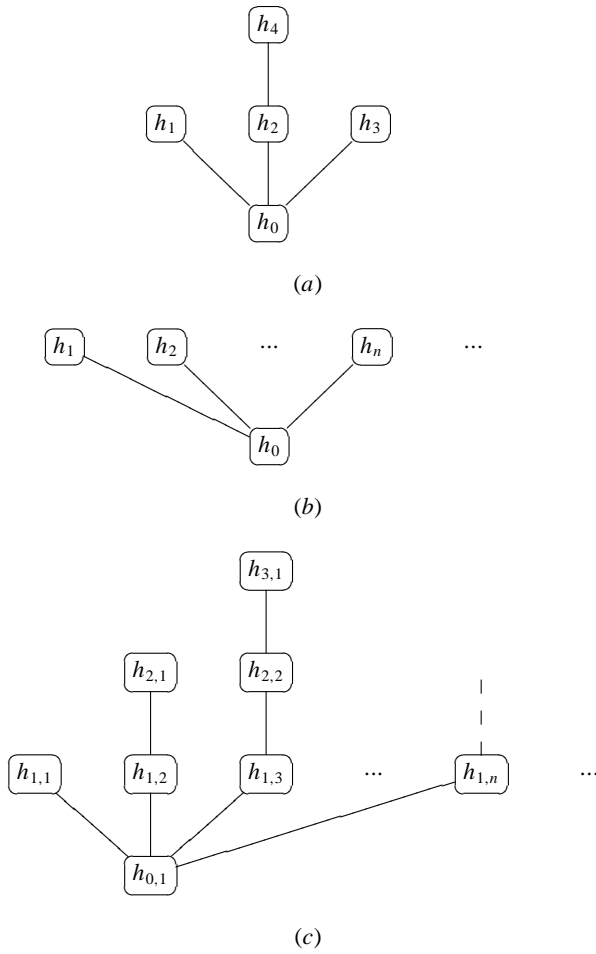 h4
h1 h2 h3
h0
(a)
h1 h2 ... hn ...
h0
(b)
h3,1
h2,1 h2,2
h1,1 h1,2 h1,3 ... h1,n ...
h0,1
(c)